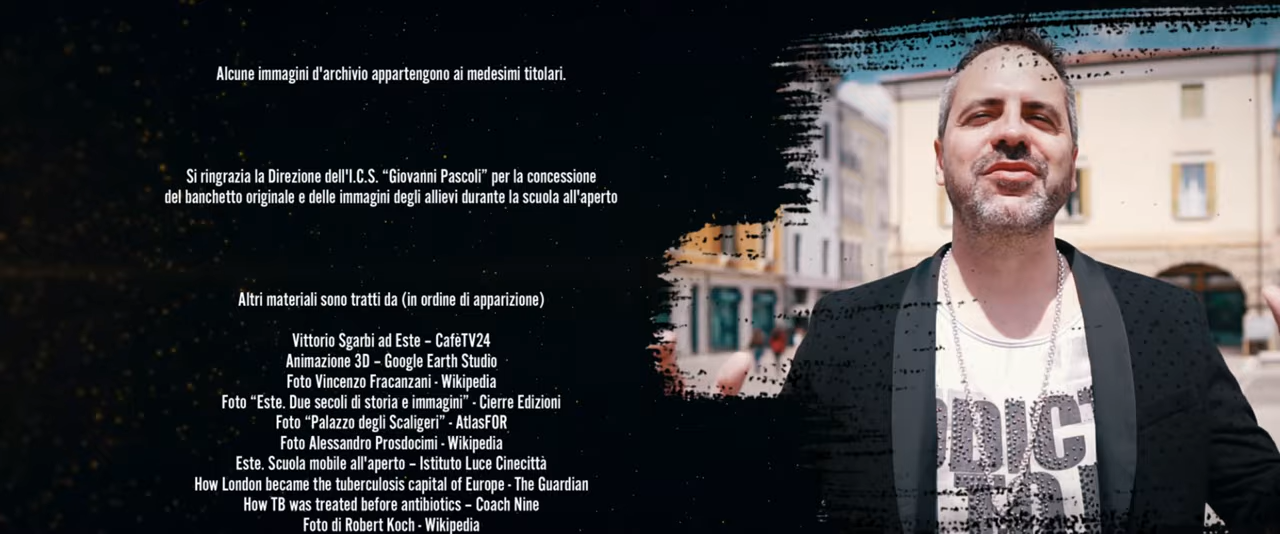 Alcune immagini d'archivio appartengono ai medesimi titolari.
Si ringrazia la Direzione dell'I.C.S. “Giovanni Pascoli” per la concessione
del banchetto originale e delle immagini degli allievi durante la scuola all'aperto
Altri materiali sono tratti da (in ordine di apparizione)
Vittorio Sgarbi ad Este – CafèTV24
Animazione 3D – Google Earth Studio
Foto Vincenzo Fracanzani - Wikipedia
Foto “Este. Due secoli di storia e immagini” - Cierre Edizioni
Foto “Palazzo degli Scaligeri” - AtlasFOR
Foto Alessandro Prosdocimi - Wikipedia
Este. Scuola mobile all'aperto – Istituto Luce Cinecittà
How London became the tuberculosis capital of Europe - The Guardian
How TB was treated before antibiotics – Coach Nine
Foto di Robert Koch - Wikipedia